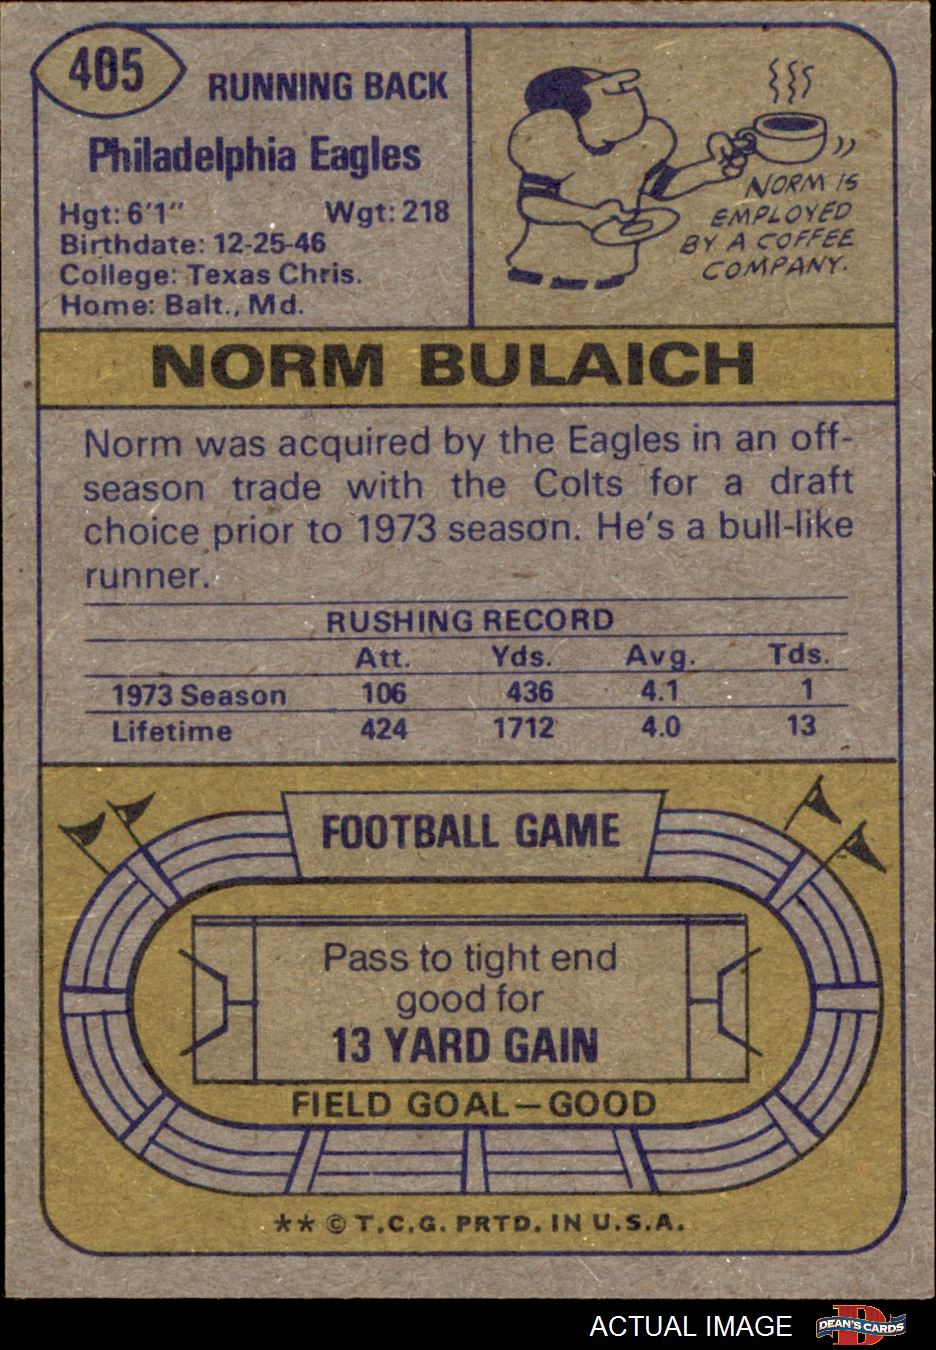 405
RUNNING BACK
Philadelphia Eagles
Hgt: 6'1" Wgt: 218
Birthdate: 12-25-46
College: Texas Chris.
Home: Balt., Md.
NORM IS
EMPLOYED
BY A COFFEE
COMPANY.
NORM BULAICH
Norm was acquired by the Eagles in an off-
season trade with the Colts for a draft
choice prior to 1973 season. He's a bull-like
runner.
RUSHING RECORD
Att. Yds. Avg. Tds.
1973 Season 106 436 4.1 1
Lifetime 424 1712 4.0 13
FOOTBALL GAME
Pass to tight end
good for
13 YARD GAIN
FIELD GOAL—GOOD
** © T.C.G. PRTD. IN U.S.A.
ACTUAL IMAGE
DEAN'S CARDS